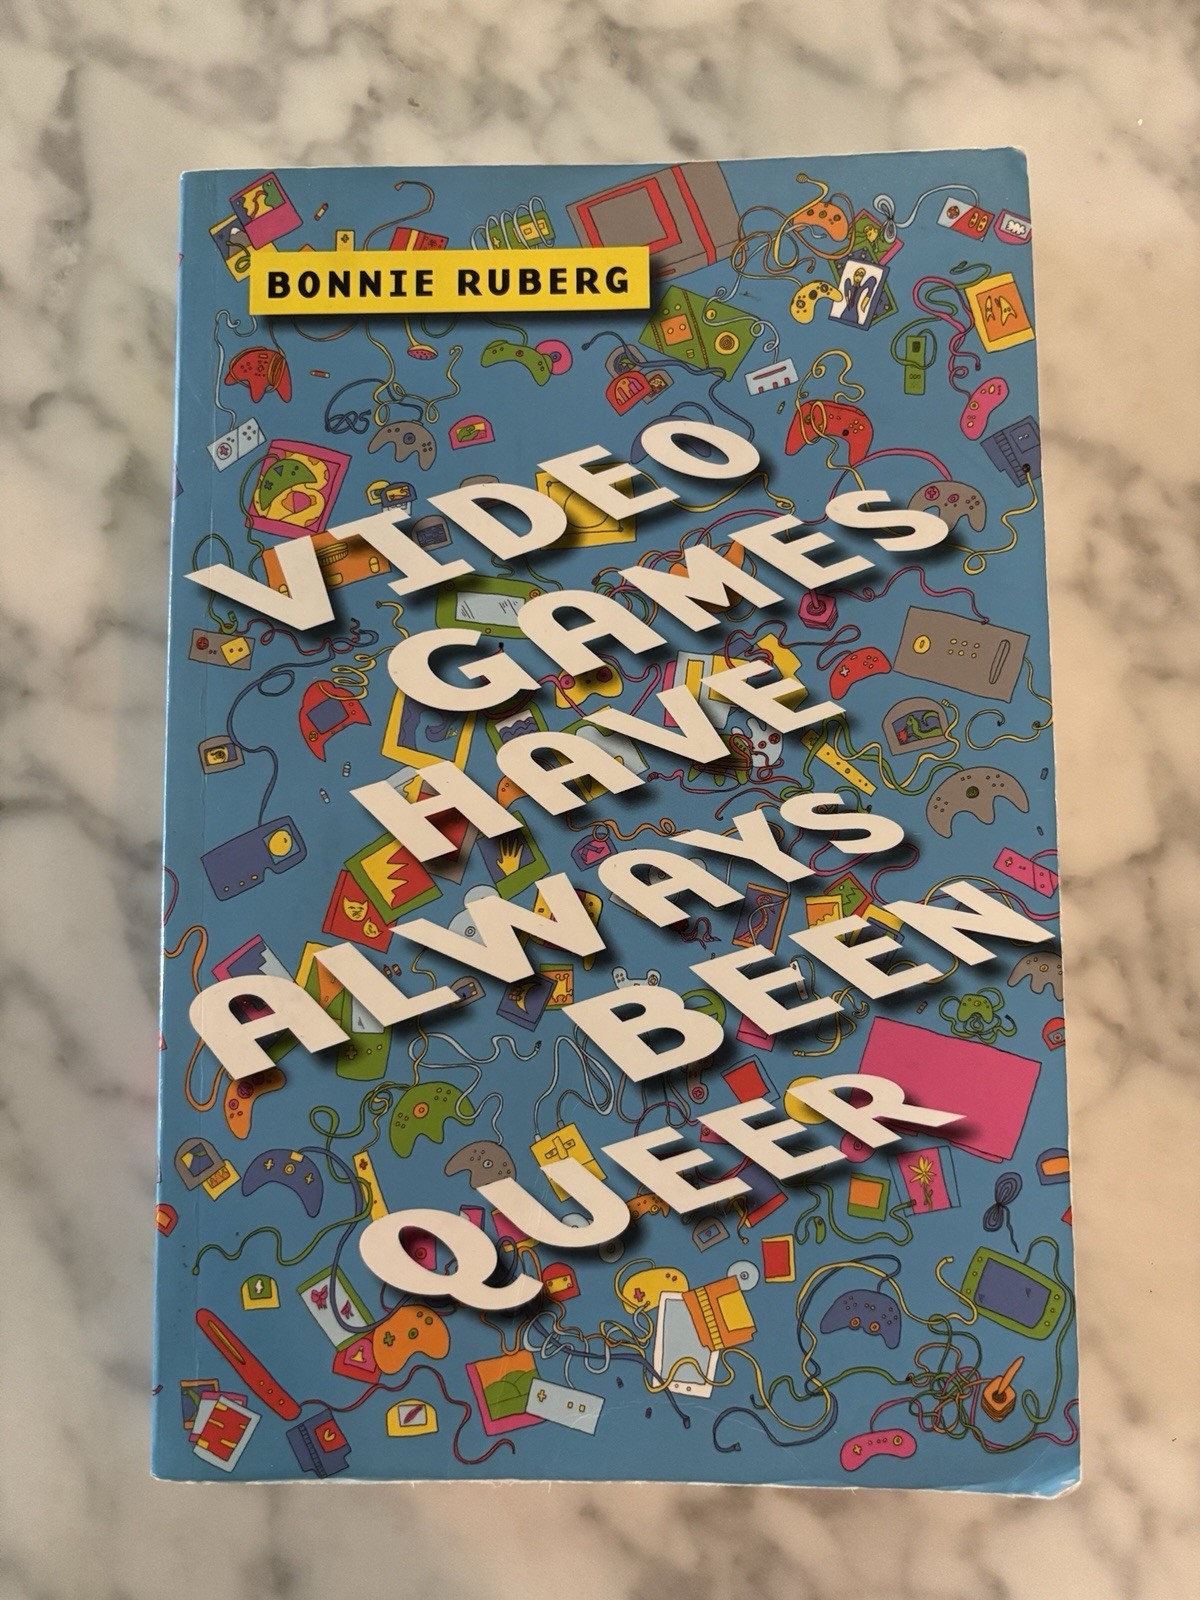 BONNIE RUBERG
VIDEO
GAMES
HAVE
ALWAYS
BEEN
QUEER